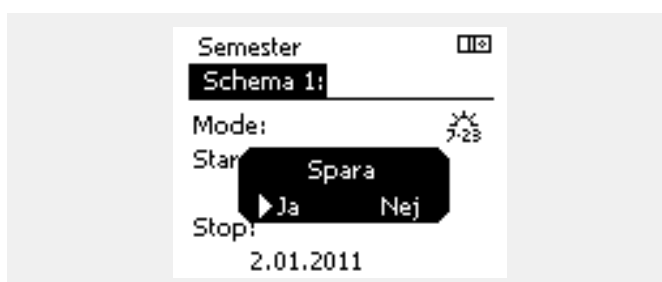 Semester
Schema 1:
Mode:
7-23
Star
Spara
Ja Nej
Stop:
2.01.2011